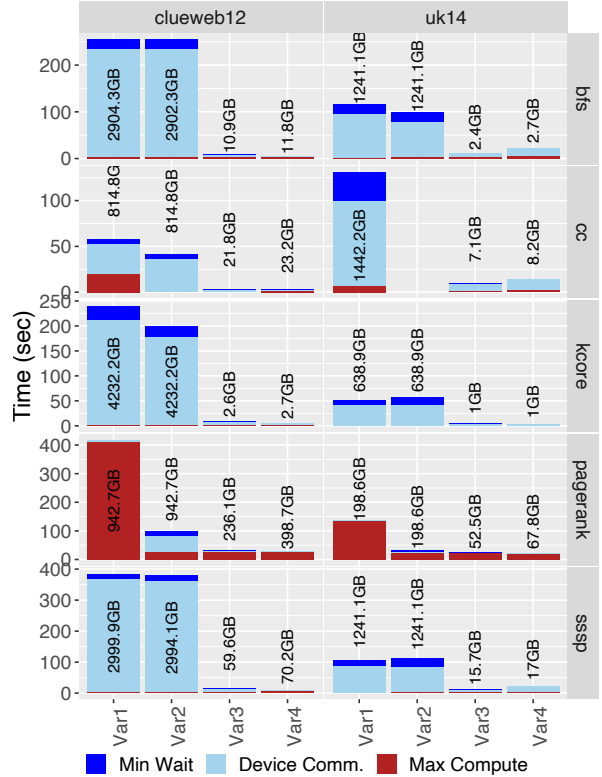 clueweb12
uk14
200
100
0
2904.3GB
2902.3GB
10.9GB
11.8GB
1241.1GB
1241.1GB
2.4GB
2.7GB
bfs
100
50
0
814.8G
814.8GB
21.8GB
23.2GB
1442.2GB
7.1GB
8.2GB
cc
Time (sec)
250
200
150
100
50
0
4232.2GB
4232.2GB
2.6GB
2.7GB
638.9GB
638.9GB
1GB
1GB
kcore
400
300
200
100
0
942.7GB
942.7GB
236.1GB
398.7GB
198.6GB
198.6GB
52.5GB
67.8GB
pagerank
400
300
200
100
0
2999.9GB
2994.1GB
59.6GB
70.2GB
1241.1GB
1241.1GB
15.7GB
17GB
sssp
Var1
Var2
Var3
Var4
Var1
Var2
Var3
Var4
Min Wait
Device Comm.
Max Compute